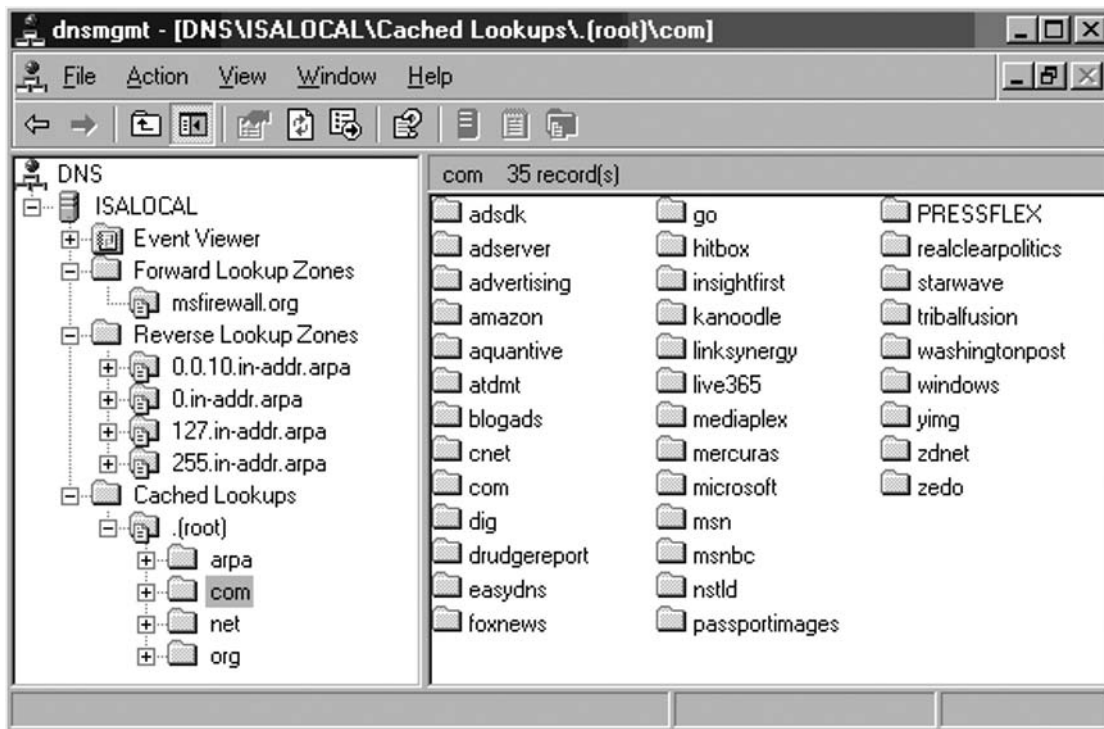 dnsmgmt - [DNS\ISALOCAL\Cached Lookups\.(root)\com]
File Action View Window Help
DNS
ISALOCAL
Event Viewer
Forward Lookup Zones
msfirewall.org
Reverse Lookup Zones
0.0.10.in-addr.arpa
0.in-addr.arpa
127.in-addr.arpa
255.in-addr.arpa
Cached Lookups
.(root)
arpa
com
net
org
com 35 record(s)
adsdk
adserver
advertising
amazon
aquantive
atdmt
blogads
cnet
com
dig
drudgereport
easydns
foxnews
go
hitbox
insightfirst
kanoodle
linksynergy
live365
mediaplex
mercuras
microsoft
msn
msnbc
nstld
passportimages
PRESSFLEX
realclearpolitics
starwave
tribalfusion
washingtonpost
windows
yimg
zdnet
zedo